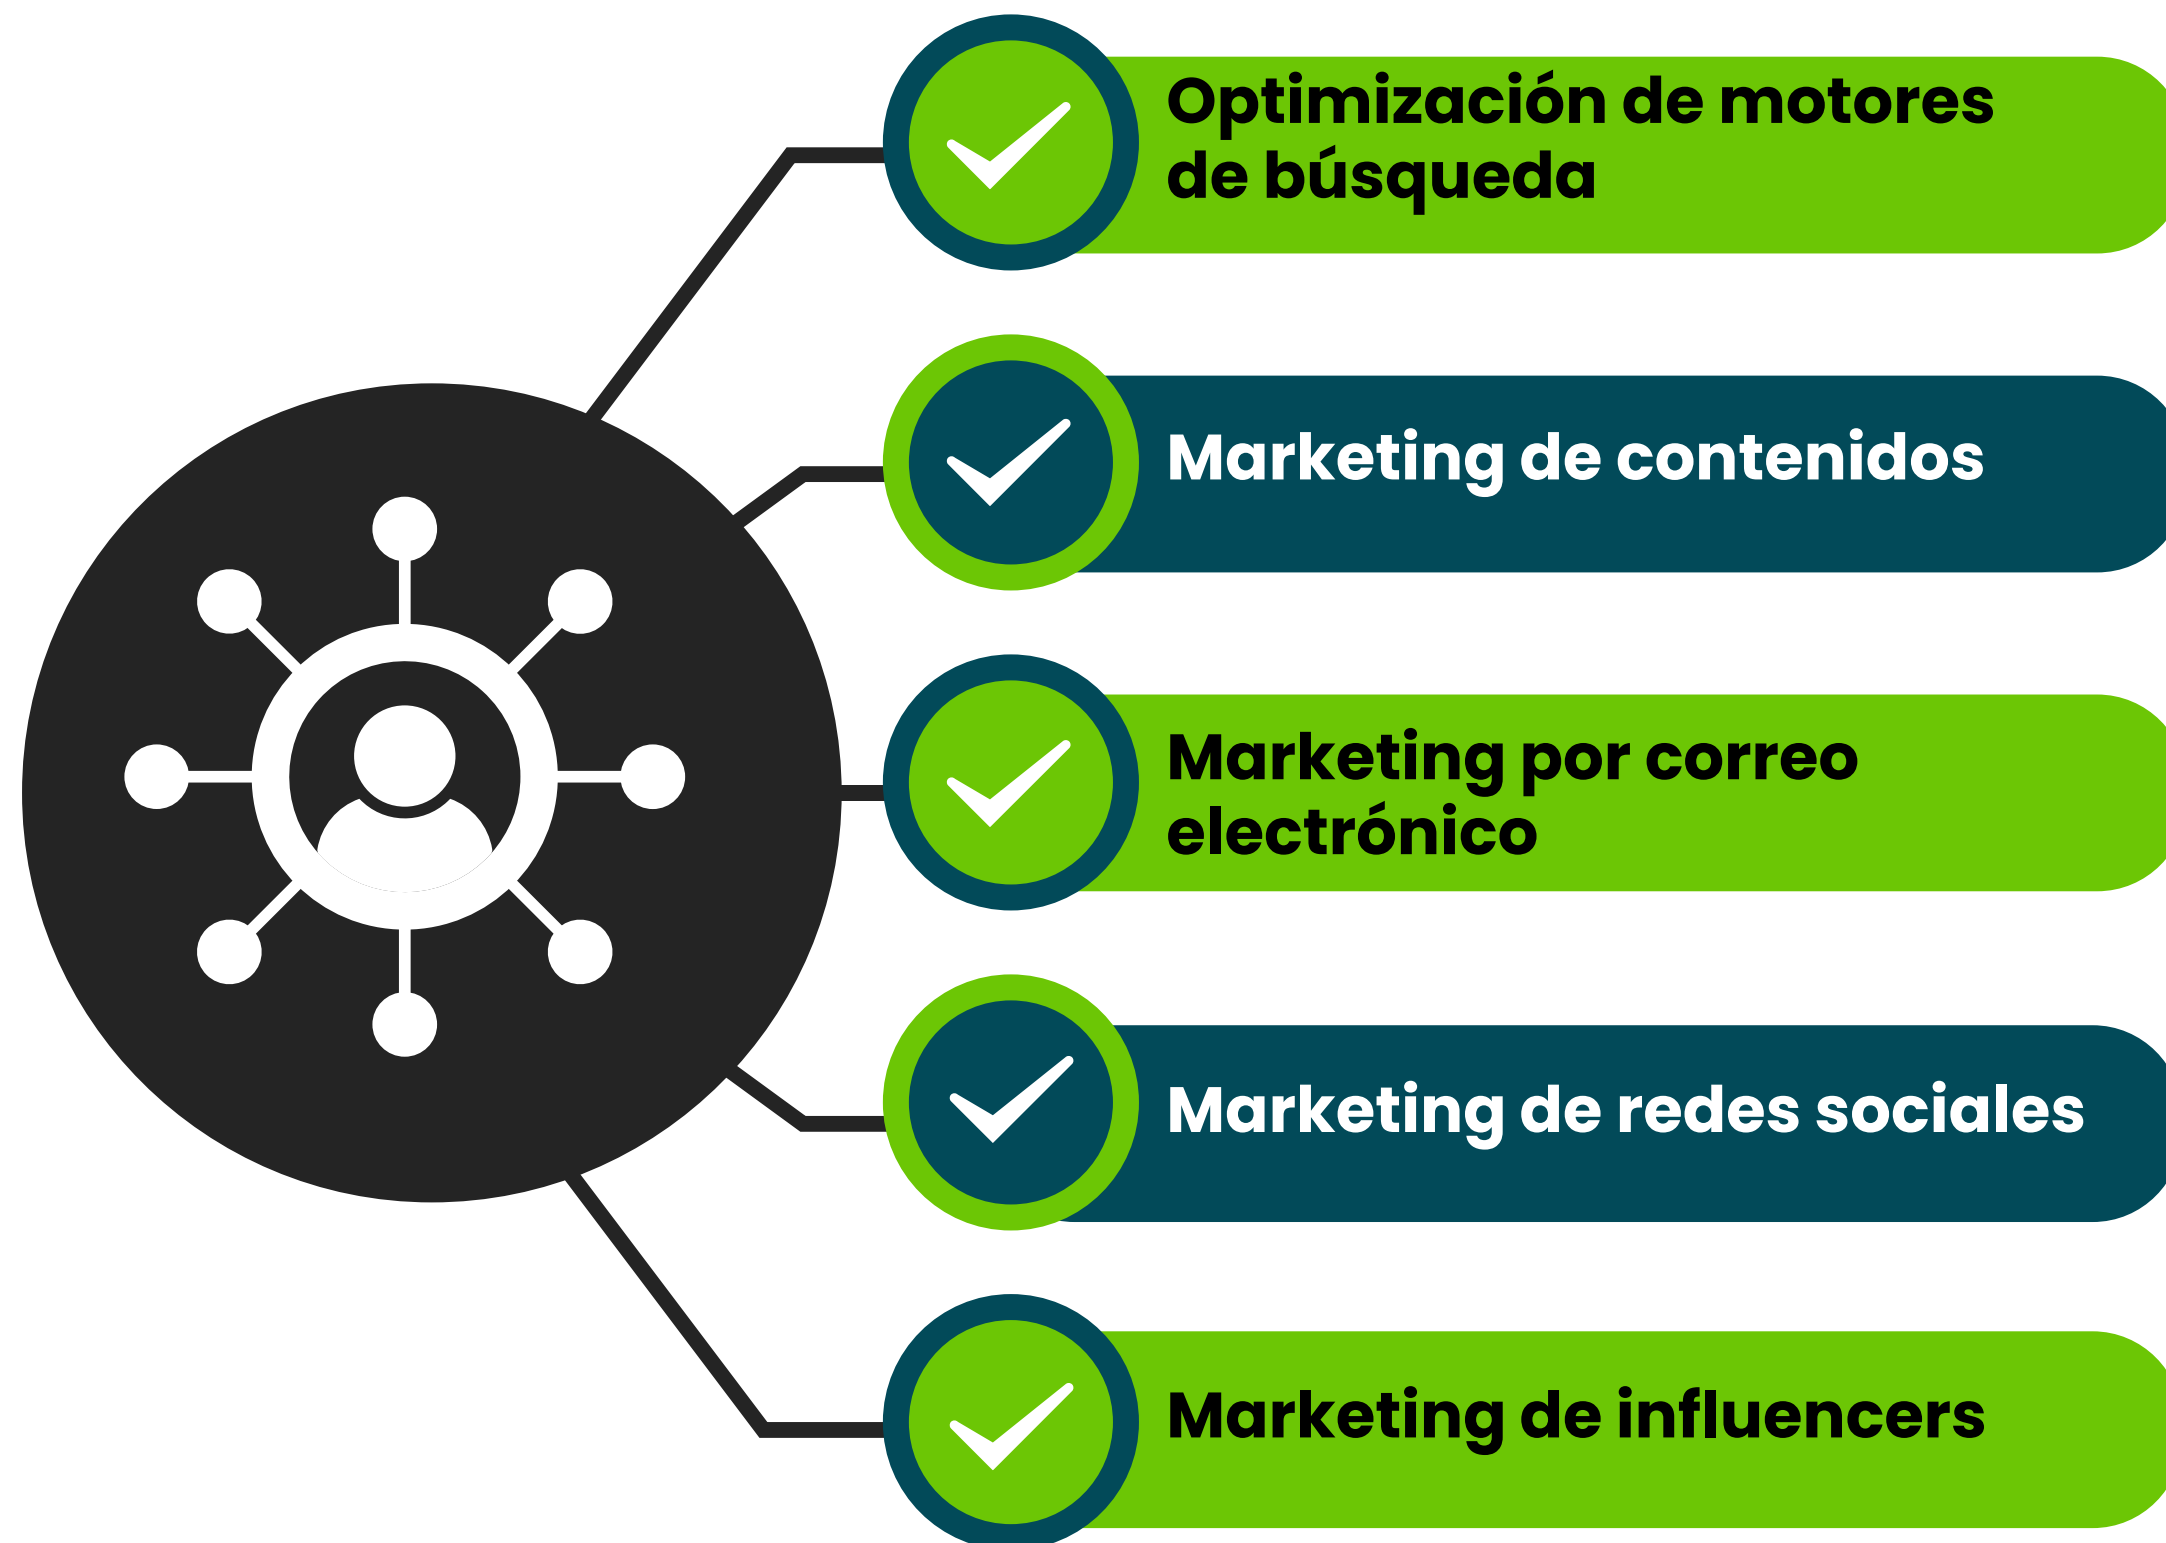 Optimización de motores
de búsqueda
Marketing de contenidos
Marketing por correo
electrónico
Marketing de redes sociales
Marketing de influencers